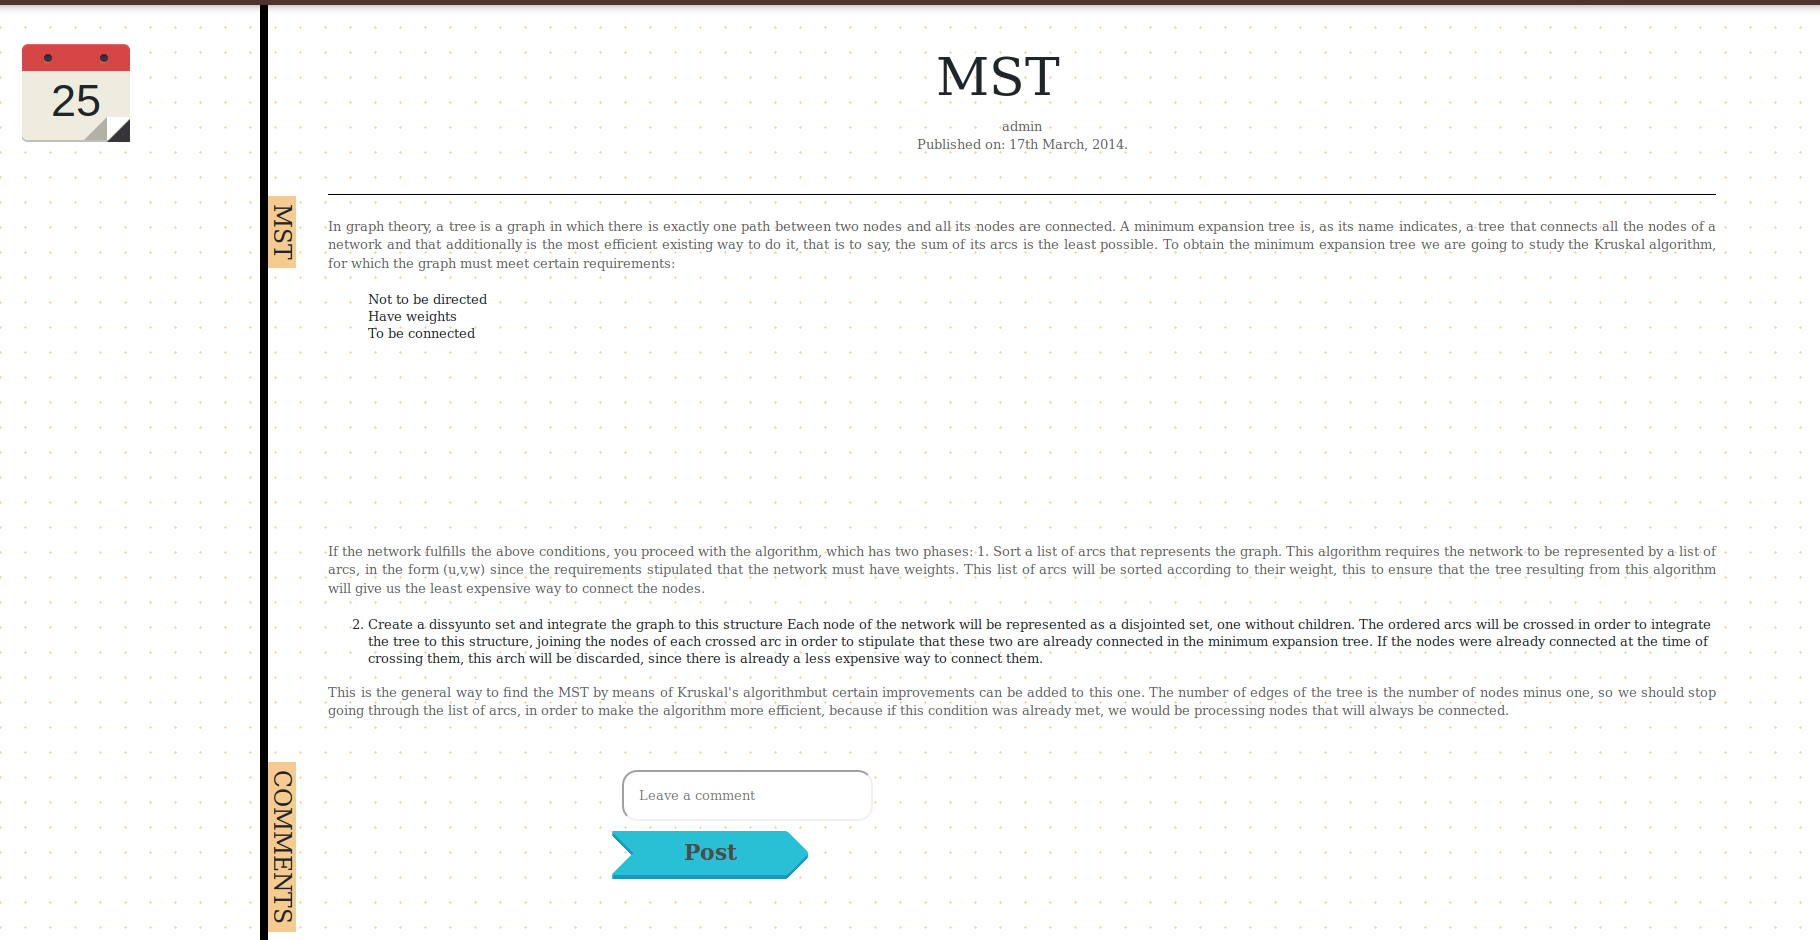 25
MST
admin
Published on: 17th March, 2014.
MST
In graph theory, a tree is a graph in which there is exactly one path between two nodes and all its nodes are connected. A minimum expansion tree is, as its name indicates, a tree that connects all the nodes of a
network and that additionally is the most efficient existing way to do it, that is to say, the sum of its arcs is the least possible. To obtain the minimum expansion tree we are going to study the Kruskal algorithm,
for which the graph must meet certain requirements:
Not to be directed
Have weights
To be connected
If the network fulfills the above conditions, you proceed with the algorithm, which has two phases: 1. Sort a list of arcs that represents the graph. This algorithm requires the network to be represented by a list of
arcs, in the form (u,v,w) since the requirements stipulated that the network must have weights. This list of arcs will be sorted according to their weight, this to ensure that the tree resulting from this algorithm
will give us the least expensive way to connect the nodes.
2. Create a dissyunto set and integrate the graph to this structure Each node of the network will be represented as a disjointed set, one without children. The ordered arcs will be crossed in order to integrate
the tree to this structure, joining the nodes of each crossed arc in order to stipulate that these two are already connected in the minimum expansion tree. If the nodes were already connected at the time of
crossing them, this arch will be discarded, since there is already a less expensive way to connect them.
This is the general way to find the MST by means of Kruskal's algorithmbut certain improvements can be added to this one. The number of edges of the tree is the number of nodes minus one, so we should stop
going through the list of arcs, in order to make the algorithm more efficient, because if this condition was already met, we would be processing nodes that will always be connected.
COMMENTS
Leave a comment
Post